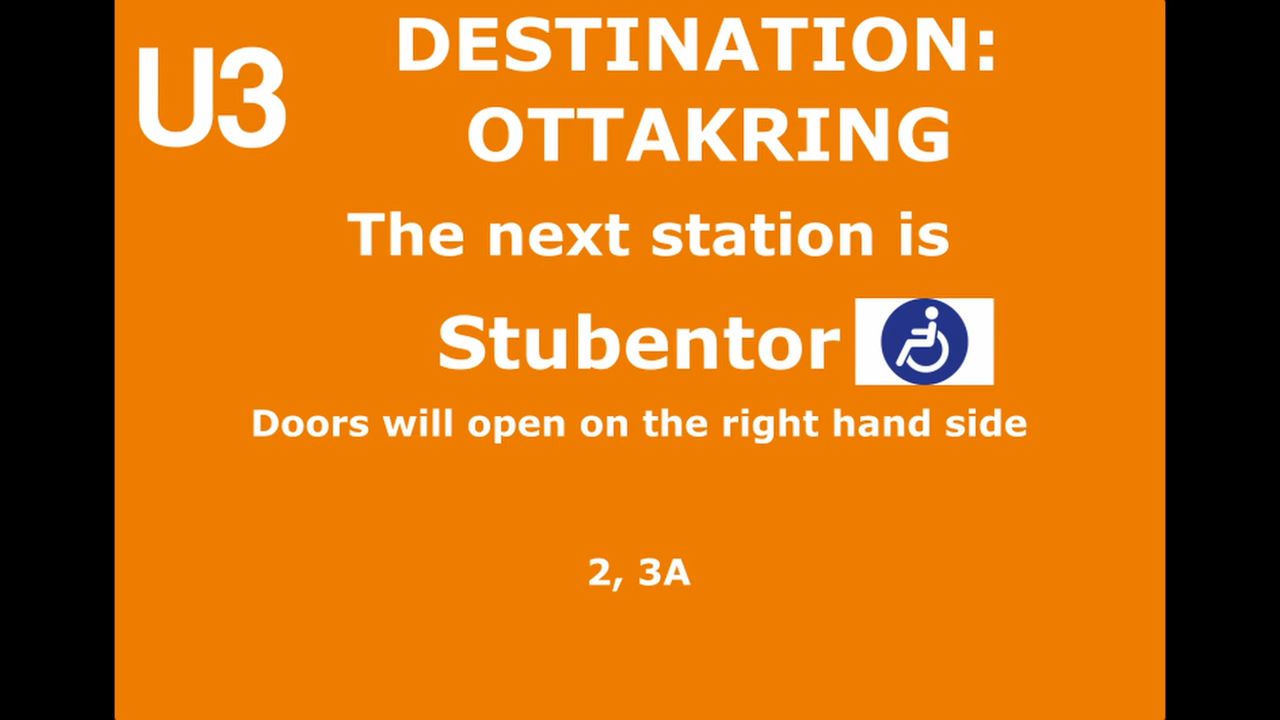 U3
DESTINATION:
OTTAKRING
The next station is
Stubentor
Doors will open on the right hand side
2, 3A